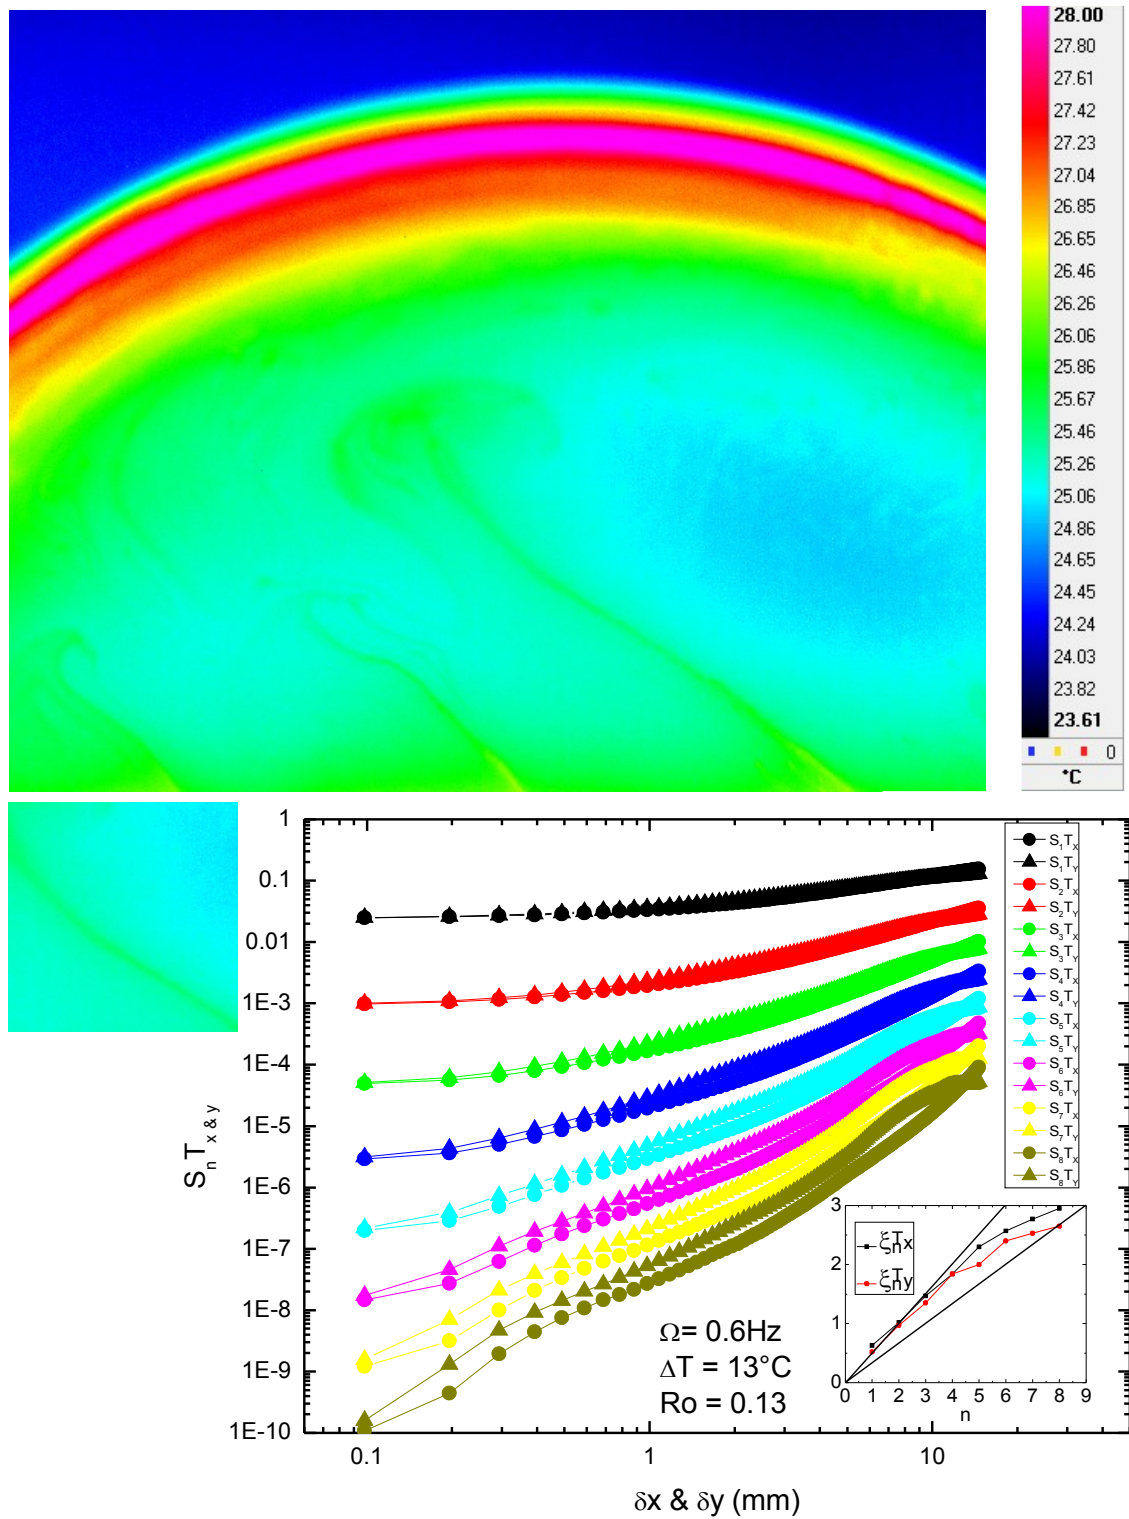 28.00
27.80
27.61
27.42
27.23
27.04
26.85
26.65
26.46
26.26
26.06
25.86
25.67
25.46
25.26
25.06
24.86
24.65
24.45
24.24
24.03
23.82
23.61
0
°C
1
0.1
0.01
1E-3
1E-4
1E-5
1E-6
1E-7
1E-8
1E-9
1E-10
SnT x & y
S1TX
S1TY
S2TX
S2TY
S3TX
S3TY
S4TX
S4TY
S5TX
S5TY
S6TX
S6TY
S7TX
S7TY
S8TX
S8TY
Ω= 0.6Hz
ΔT = 13°C
Ro = 0.13
3
2
1
0
ξnTx
ξnTy
0 1 2 3 4 5 6 7 8 9
n
0.1 1 10
δx & δy (mm)